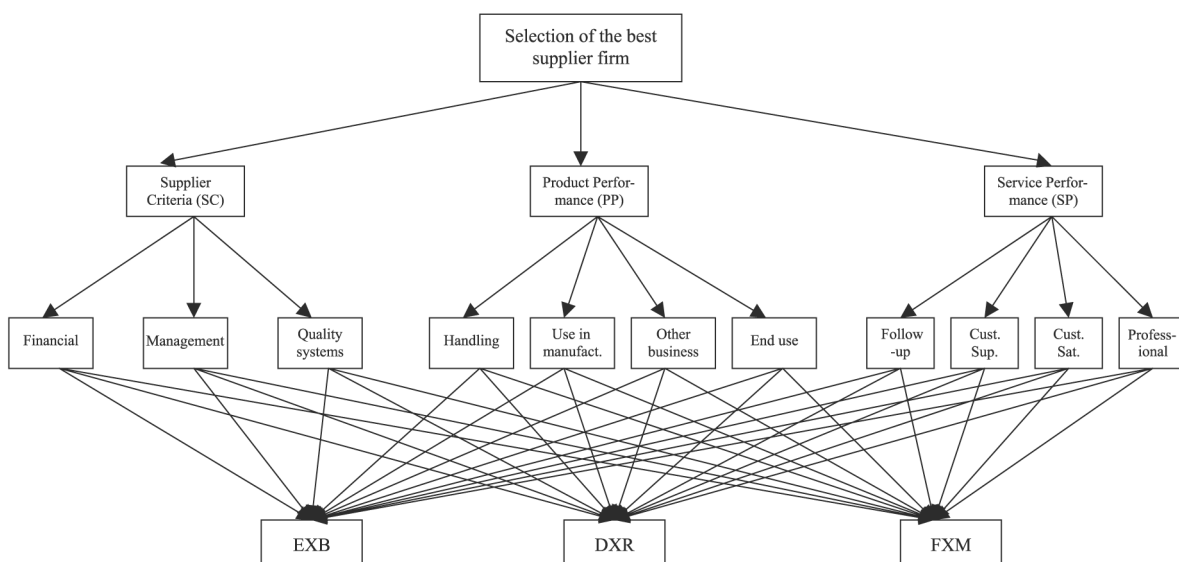 Selection of the best
supplier firm
Supplier
Criteria (SC)
Product Perfor-
mance (PP)
Service Perfor-
mance (SP)
Financial
Management
Quality
systems
Handling
Use in
manufact.
Other
business
End use
Follow
-up
Cust.
Sup.
Cust.
Sat.
Profess-
ional
EXB
DXR
FXM